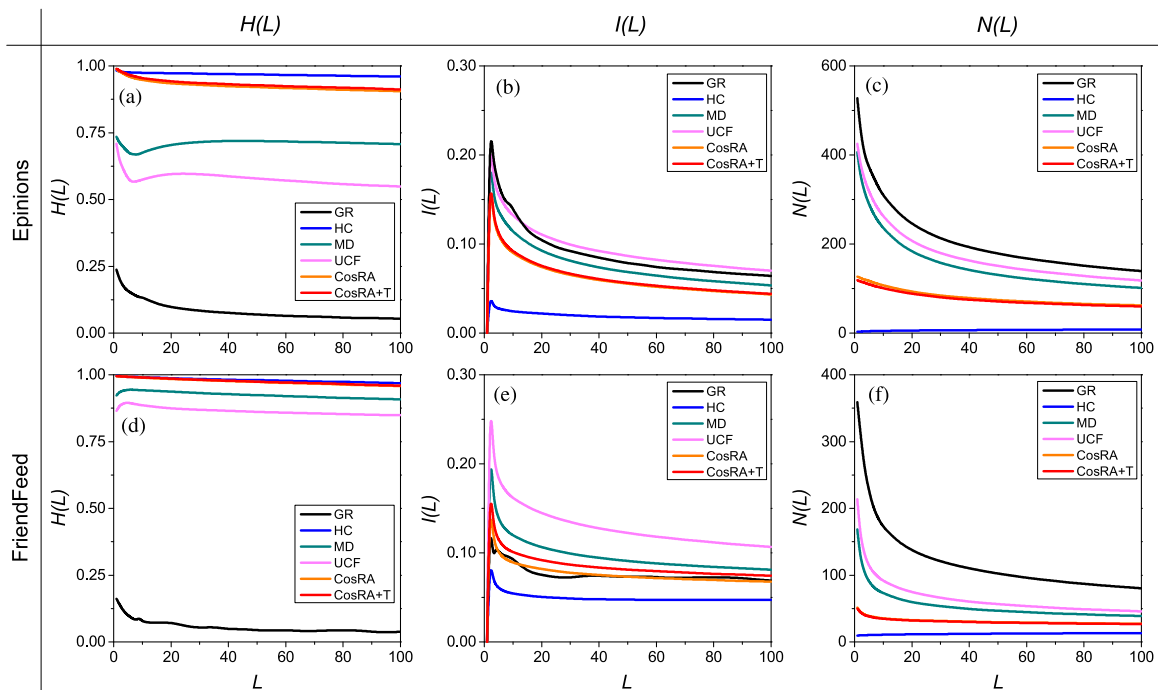 H(L) I(L) N(L)
Epinions
H(L)
1.00
0.75
0.50
0.25
0.00
(a)
GR
HC
MD
UCF
CosRA
CosRA+T
0 20 40 60 80 100
I(L)
0.30
0.20
0.10
0.00
(b)
GR
HC
MD
UCF
CosRA
CosRA+T
0 20 40 60 80 100
N(L)
600
400
200
0
(c)
GR
HC
MD
UCF
CosRA
CosRA+T
0 20 40 60 80 100
FriendFeed
H(L)
1.00
0.75
0.50
0.25
0.00
(d)
GR
HC
MD
UCF
CosRA
CosRA+T
0 20 40 60 80 100
L
I(L)
0.30
0.20
0.10
0.00
(e)
GR
HC
MD
UCF
CosRA
CosRA+T
0 20 40 60 80 100
L
N(L)
400
300
200
100
0
(f)
GR
HC
MD
UCF
CosRA
CosRA+T
0 20 40 60 80 100
L